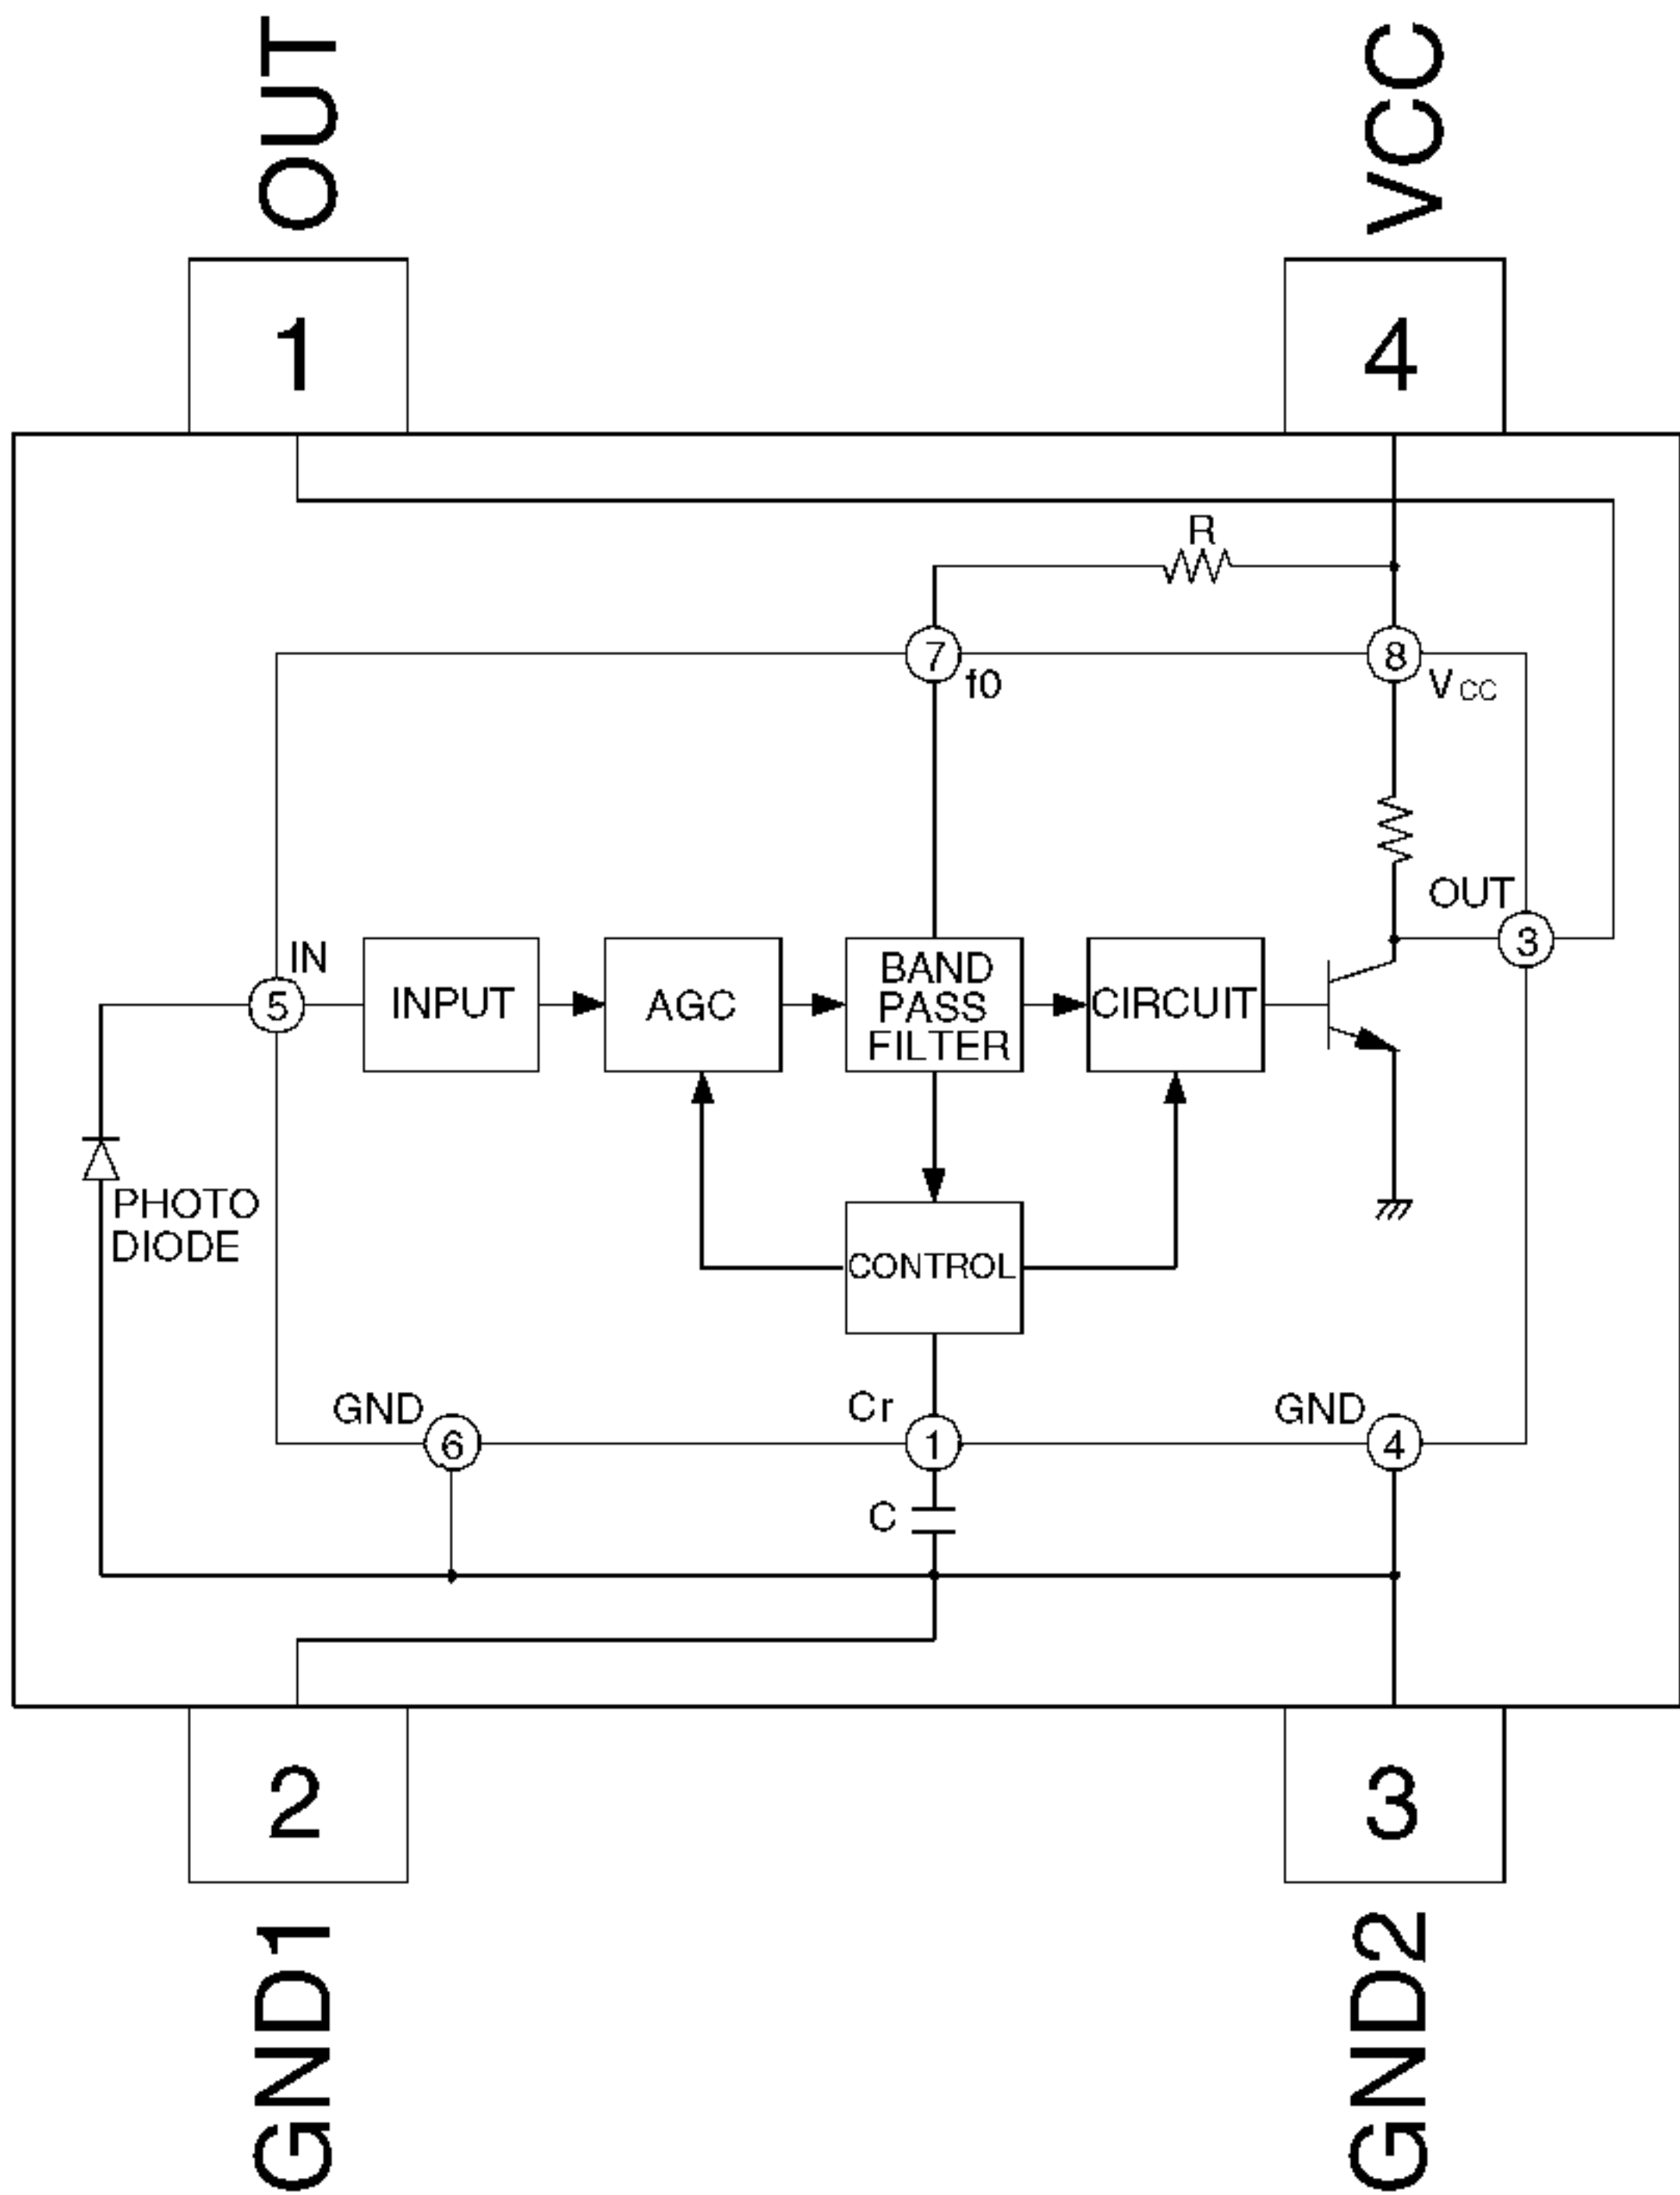 OUT
VCC
1
4
R
7
8
f0
VCC
OUT
3
IN
5
INPUT
AGC
BAND
PASS
FILTER
CIRCUIT
PHOTO
DIODE
CONTROL
GND
Cr
GND
6
1
4
C
2
3
GND1
GND2